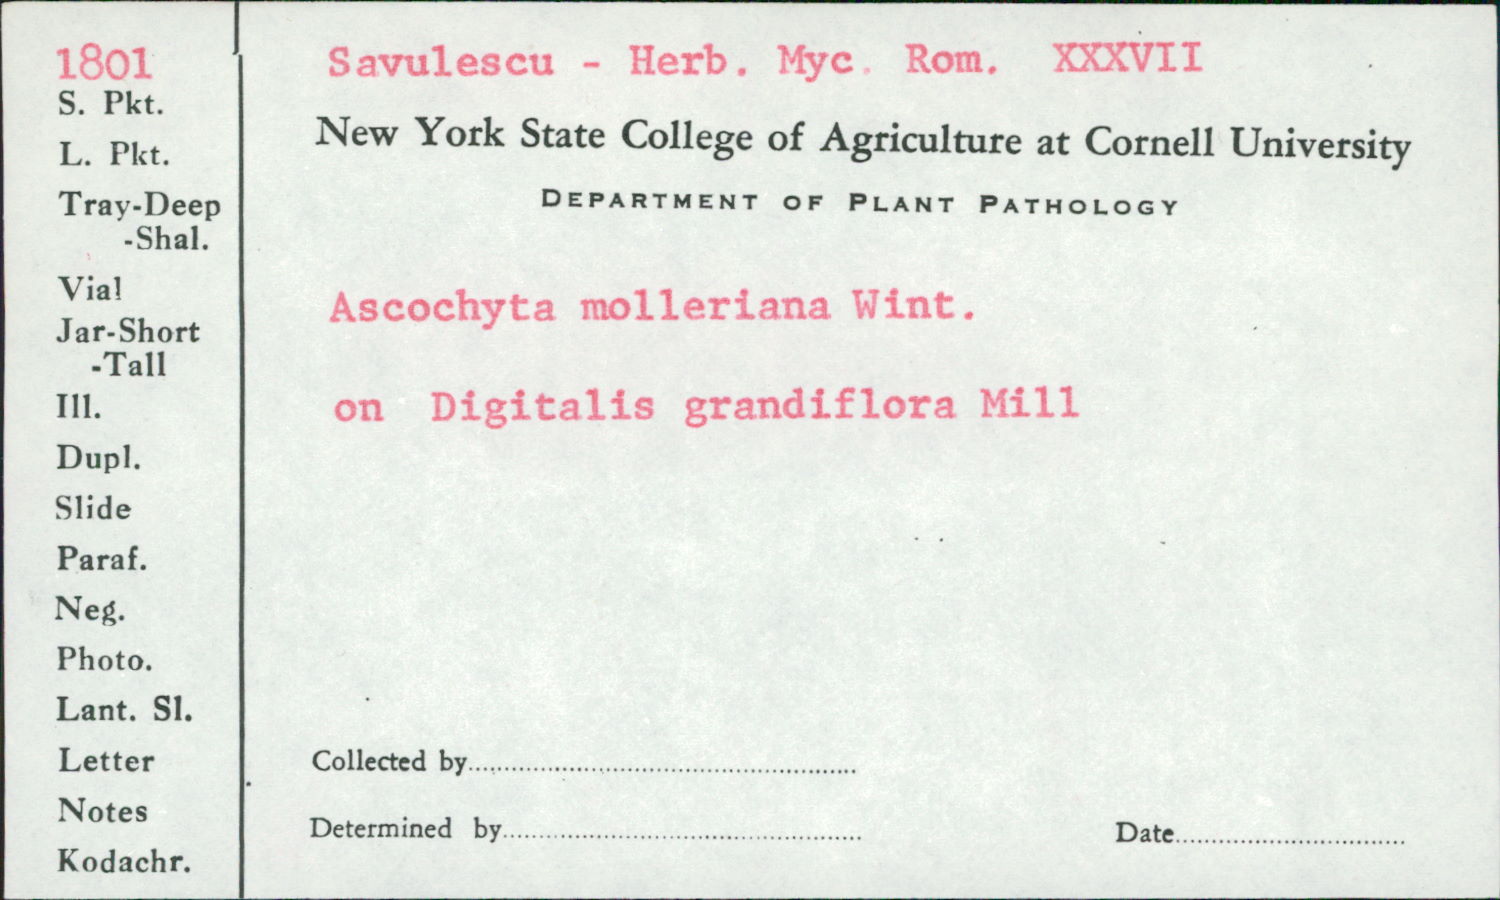 1801
S. Pkt.
L. Pkt.
Tray-Deep
-Shal.
Vial
Jar-Short
-Tall
Ill.
Dupl.
Slide
Paraf.
Neg.
Photo.
Lant. Sl.
Letter
Notes
Kodachr.
Savulescu - Herb. Myc. Rom. XXXVII
New York State College of Agriculture at Cornell University
DEPARTMENT OF PLANT PATHOLOGY
Ascochyta molleriana Wint.
on Digitalis grandiflora Mill
Collected by
Determined by
Date